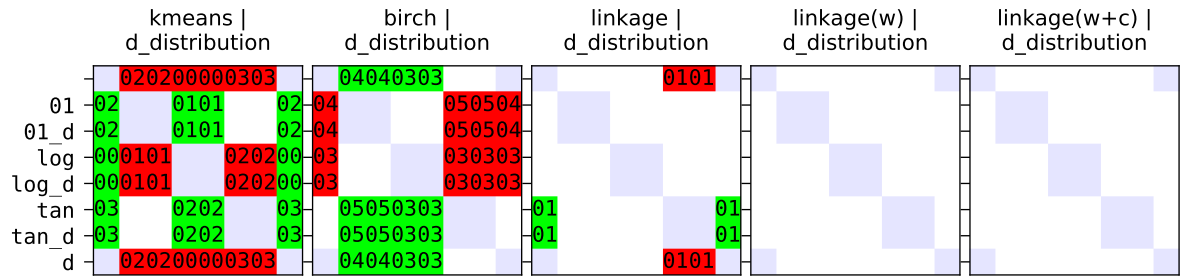 kmeans | birch | linkage | linkage(w) | linkage(w+c) |
d_distribution d_distribution d_distribution d_distribution d_distribution
020200000303 04040303 0101
01 02 0101 02 04 050504
01_d 02 0101 02 04 050504
log 00 0101 0202 00 03 030303
log_d 00 0101 0202 00 03 030303
tan 03 0202 03 05050303 01 01
tan_d 03 0202 03 05050303 01 01
d 020200000303 04040303 0101